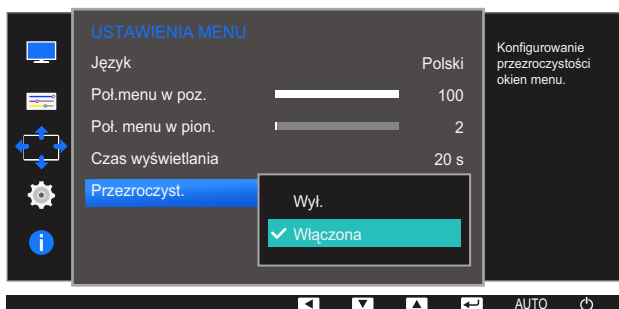 USTAWIENIA MENU
Język Polski
Poł.menu w poz. 100
Poł. menu w pion. 2
Czas wyświetlania 20 s
Przezroczyst.
Wył.
Włączona
Konfigurowanie
przezroczystości
okien menu.
AUTO